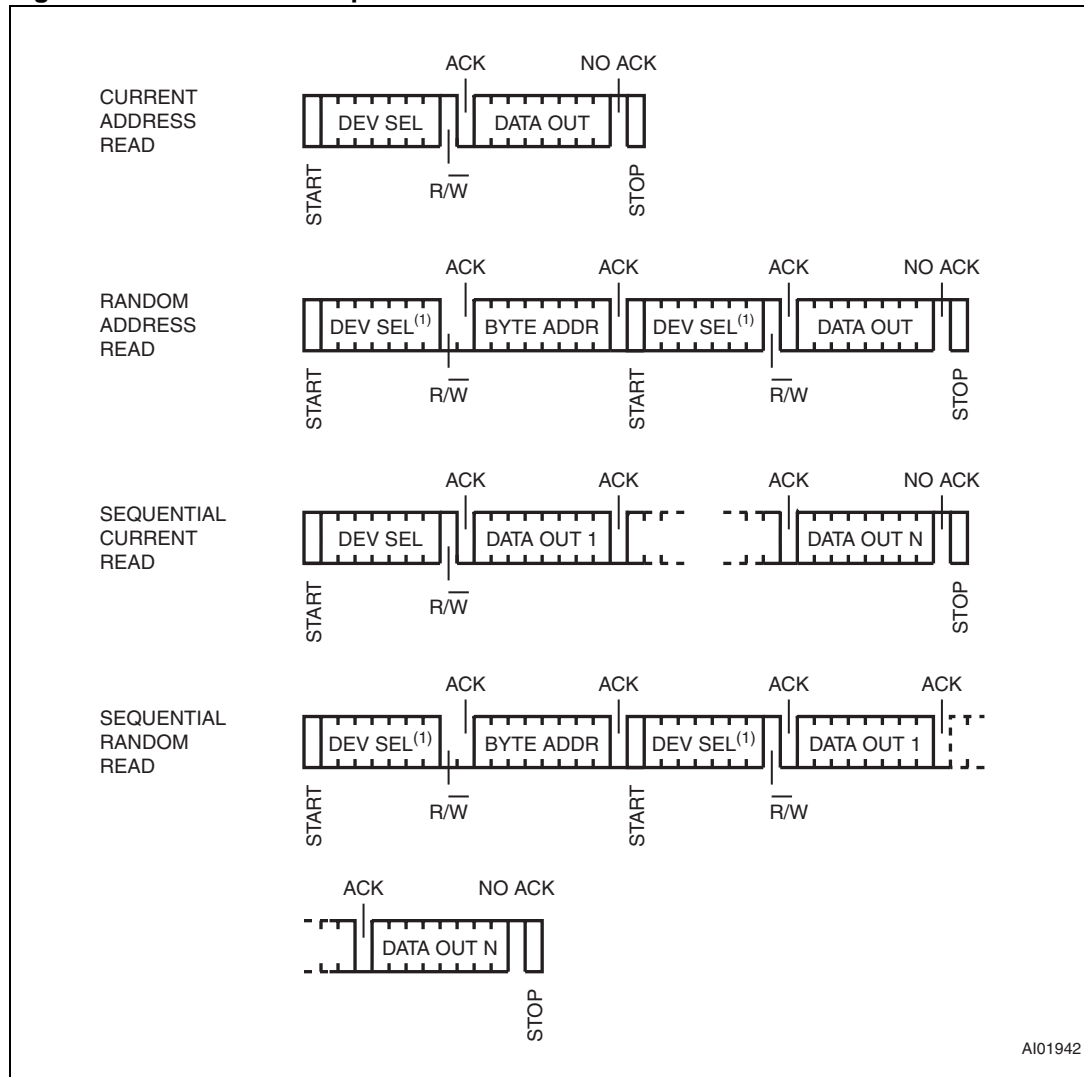 ACK NO ACK
CURRENT
ADDRESS
READ
DEV SEL DATA OUT
START R/W̅ STOP
ACK ACK ACK NO ACK
RANDOM
ADDRESS
READ
DEV SEL(1) BYTE ADDR DEV SEL(1) DATA OUT
START R/W̅ START R̅/W STOP
ACK ACK ACK NO ACK
SEQUENTIAL
CURRENT
READ
DEV SEL DATA OUT 1 DATA OUT N
START R/W̅ STOP
ACK ACK ACK ACK
SEQUENTIAL
RANDOM
READ
DEV SEL(1) BYTE ADDR DEV SEL(1) DATA OUT 1
START R/W̅ START R̅/W
ACK NO ACK
DATA OUT N
STOP
AI01942